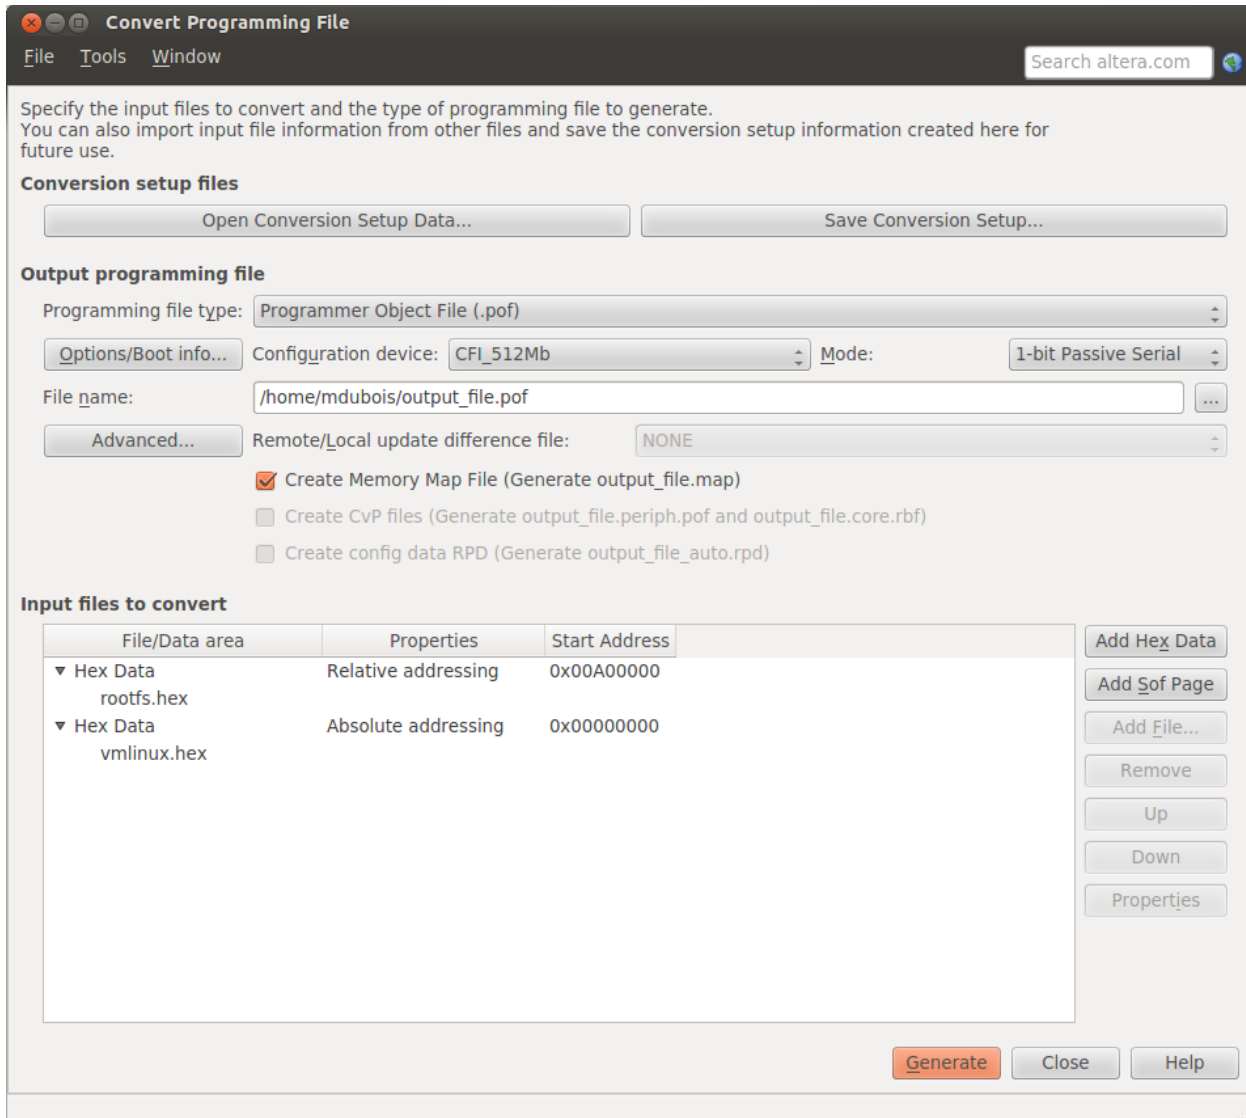 Convert Programming File
File Tools Window
Search altera.com
Specify the input files to convert and the type of programming file to generate.
You can also import input file information from other files and save the conversion setup information created here for
future use.
Conversion setup files
Open Conversion Setup Data... Save Conversion Setup...
Output programming file
Programming file type: Programmer Object File (.pof)
Options/Boot info... Configuration device: CFI_512Mb Mode: 1-bit Passive Serial
File name: /home/mdubois/output_file.pof ...
Advanced... Remote/Local update difference file: NONE
Create Memory Map File (Generate output_file.map)
Create CvP files (Generate output_file.periph.pof and output_file.core.rbf)
Create config data RPD (Generate output_file_auto.rpd)
Input files to convert
File/Data area Properties Start Address
Hex Data Relative addressing 0x00A00000
rootfs.hex
Hex Data Absolute addressing 0x00000000
vmlinux.hex
Add Hex Data
Add Sof Page
Add File...
Remove
Up
Down
Properties
Generate Close Help